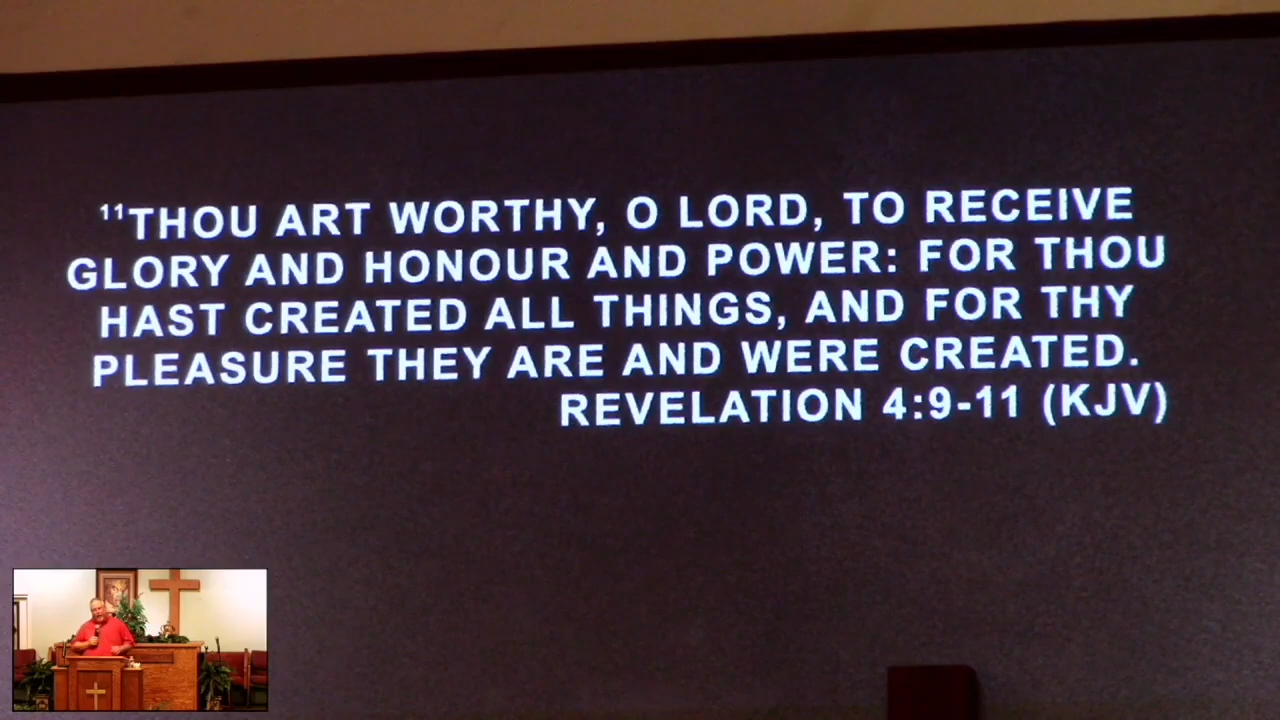 ¹¹THOU ART WORTHY, O LORD, TO RECEIVE
GLORY AND HONOUR AND POWER: FOR THOU
HAST CREATED ALL THINGS, AND FOR THY
PLEASURE THEY ARE AND WERE CREATED.
REVELATION 4:9-11 (KJV)